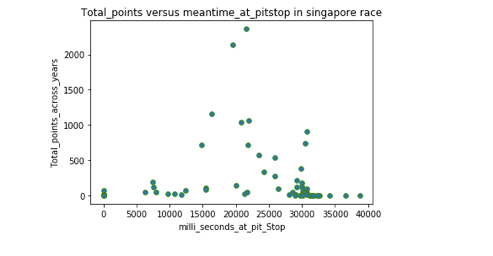 Total_points versus meantime_at_pitstop in singapore race
Total_points_across_years
2000
1500
1000
500
0
0 5000 10000 15000 20000 25000 30000 35000 40000
milli_seconds_at_pit_Stop